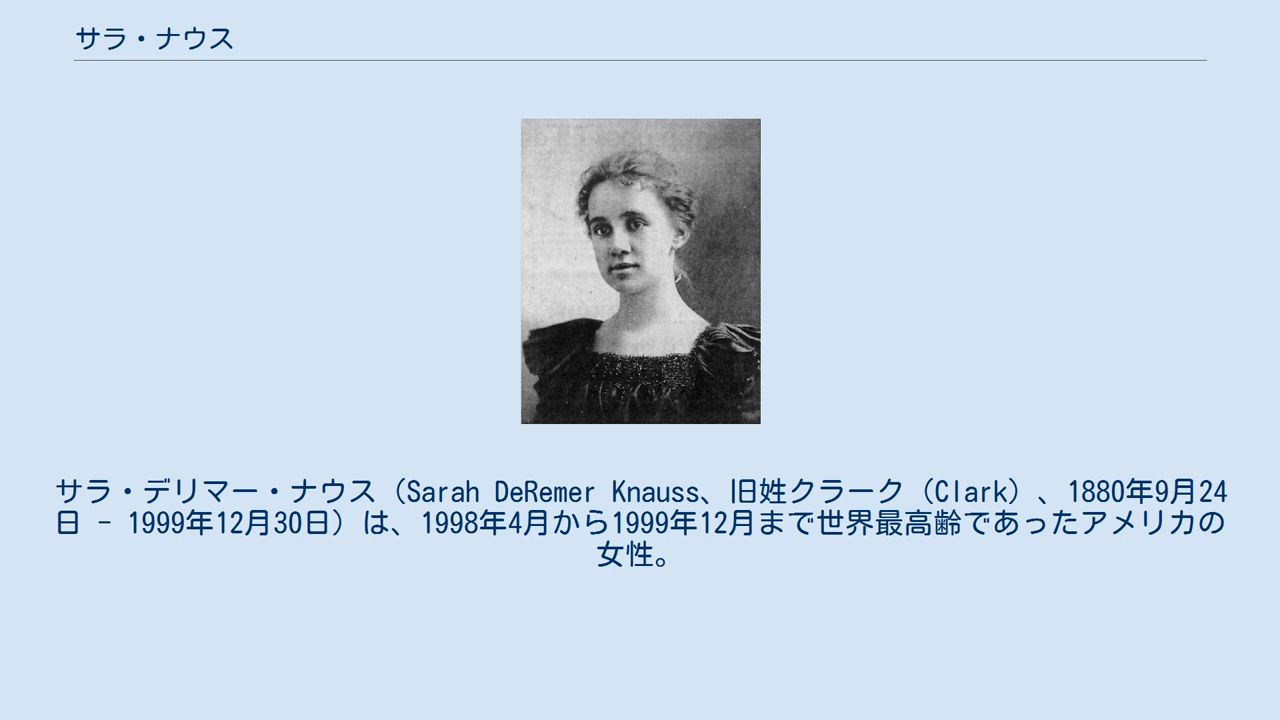 サラ・ナウス
サラ・デリマー・ナウス（Sarah DeRemer Knauss、旧姓クラーク（Clark）、1880年9月24
日 - 1999年12月30日）は、1998年4月から1999年12月まで世界最高齢であったアメリカの
女性。